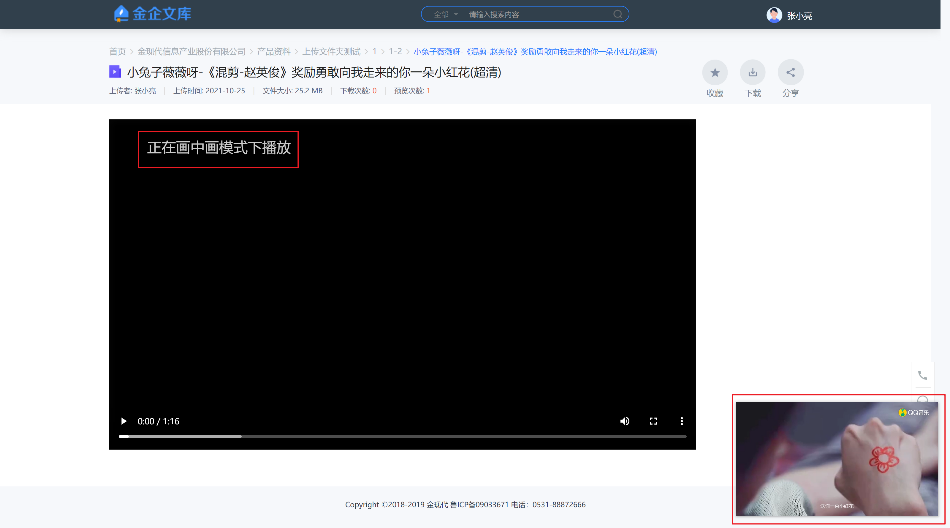 金企文库
全部 请输入搜索内容
张小亮
首页 > 金现代信息产业股份有限公司 > 产品资料 > 上传文件夹测试 > 1 > 1-2 > 小兔子薇薇呀-《混剪-赵英俊》奖励勇敢向我走来的你一朵小红花(超清)
小兔子薇薇呀-《混剪-赵英俊》奖励勇敢向我走来的你一朵小红花(超清)
上传者: 张小亮 | 上传时间: 2021-10-25 | 文件大小: 25.2 MB | 下载次数: 0 | 预览次数: 1
收藏 下载 分享
正在画中画模式下播放
0:00 / 1:16
QQ音乐
Copyright ©2018-2019 金现代 鲁ICP备09033671 电话：0531-88872666